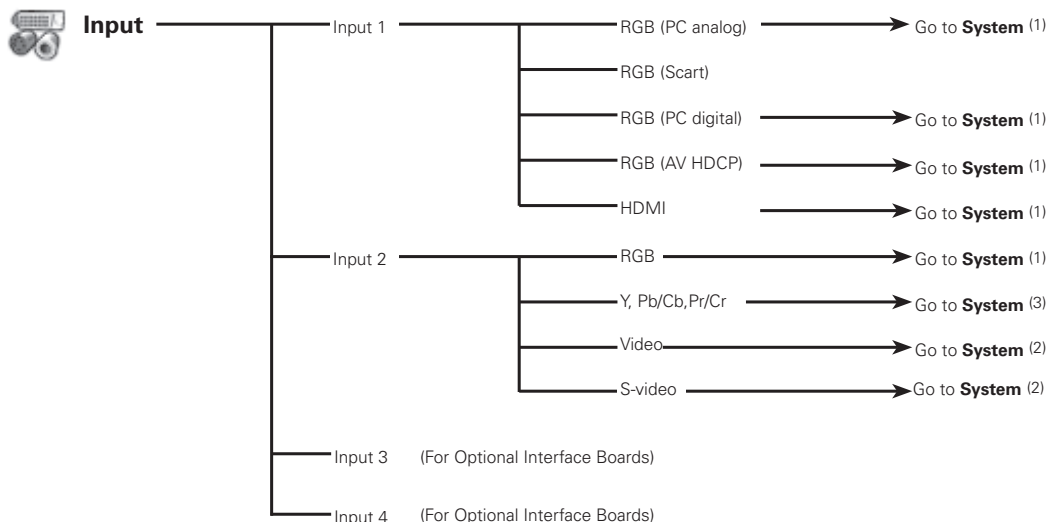 Input
Input 1
RGB (PC analog)
Go to System (1)
RGB (Scart)
RGB (PC digital)
Go to System (1)
RGB (AV HDCP)
Go to System (1)
HDMI
Go to System (1)
Input 2
RGB
Go to System (1)
Y, Pb/Cb,Pr/Cr
Go to System (3)
Video
Go to System (2)
S-video
Go to System (2)
Input 3 (For Optional Interface Boards)
Input 4 (For Optional Interface Boards)